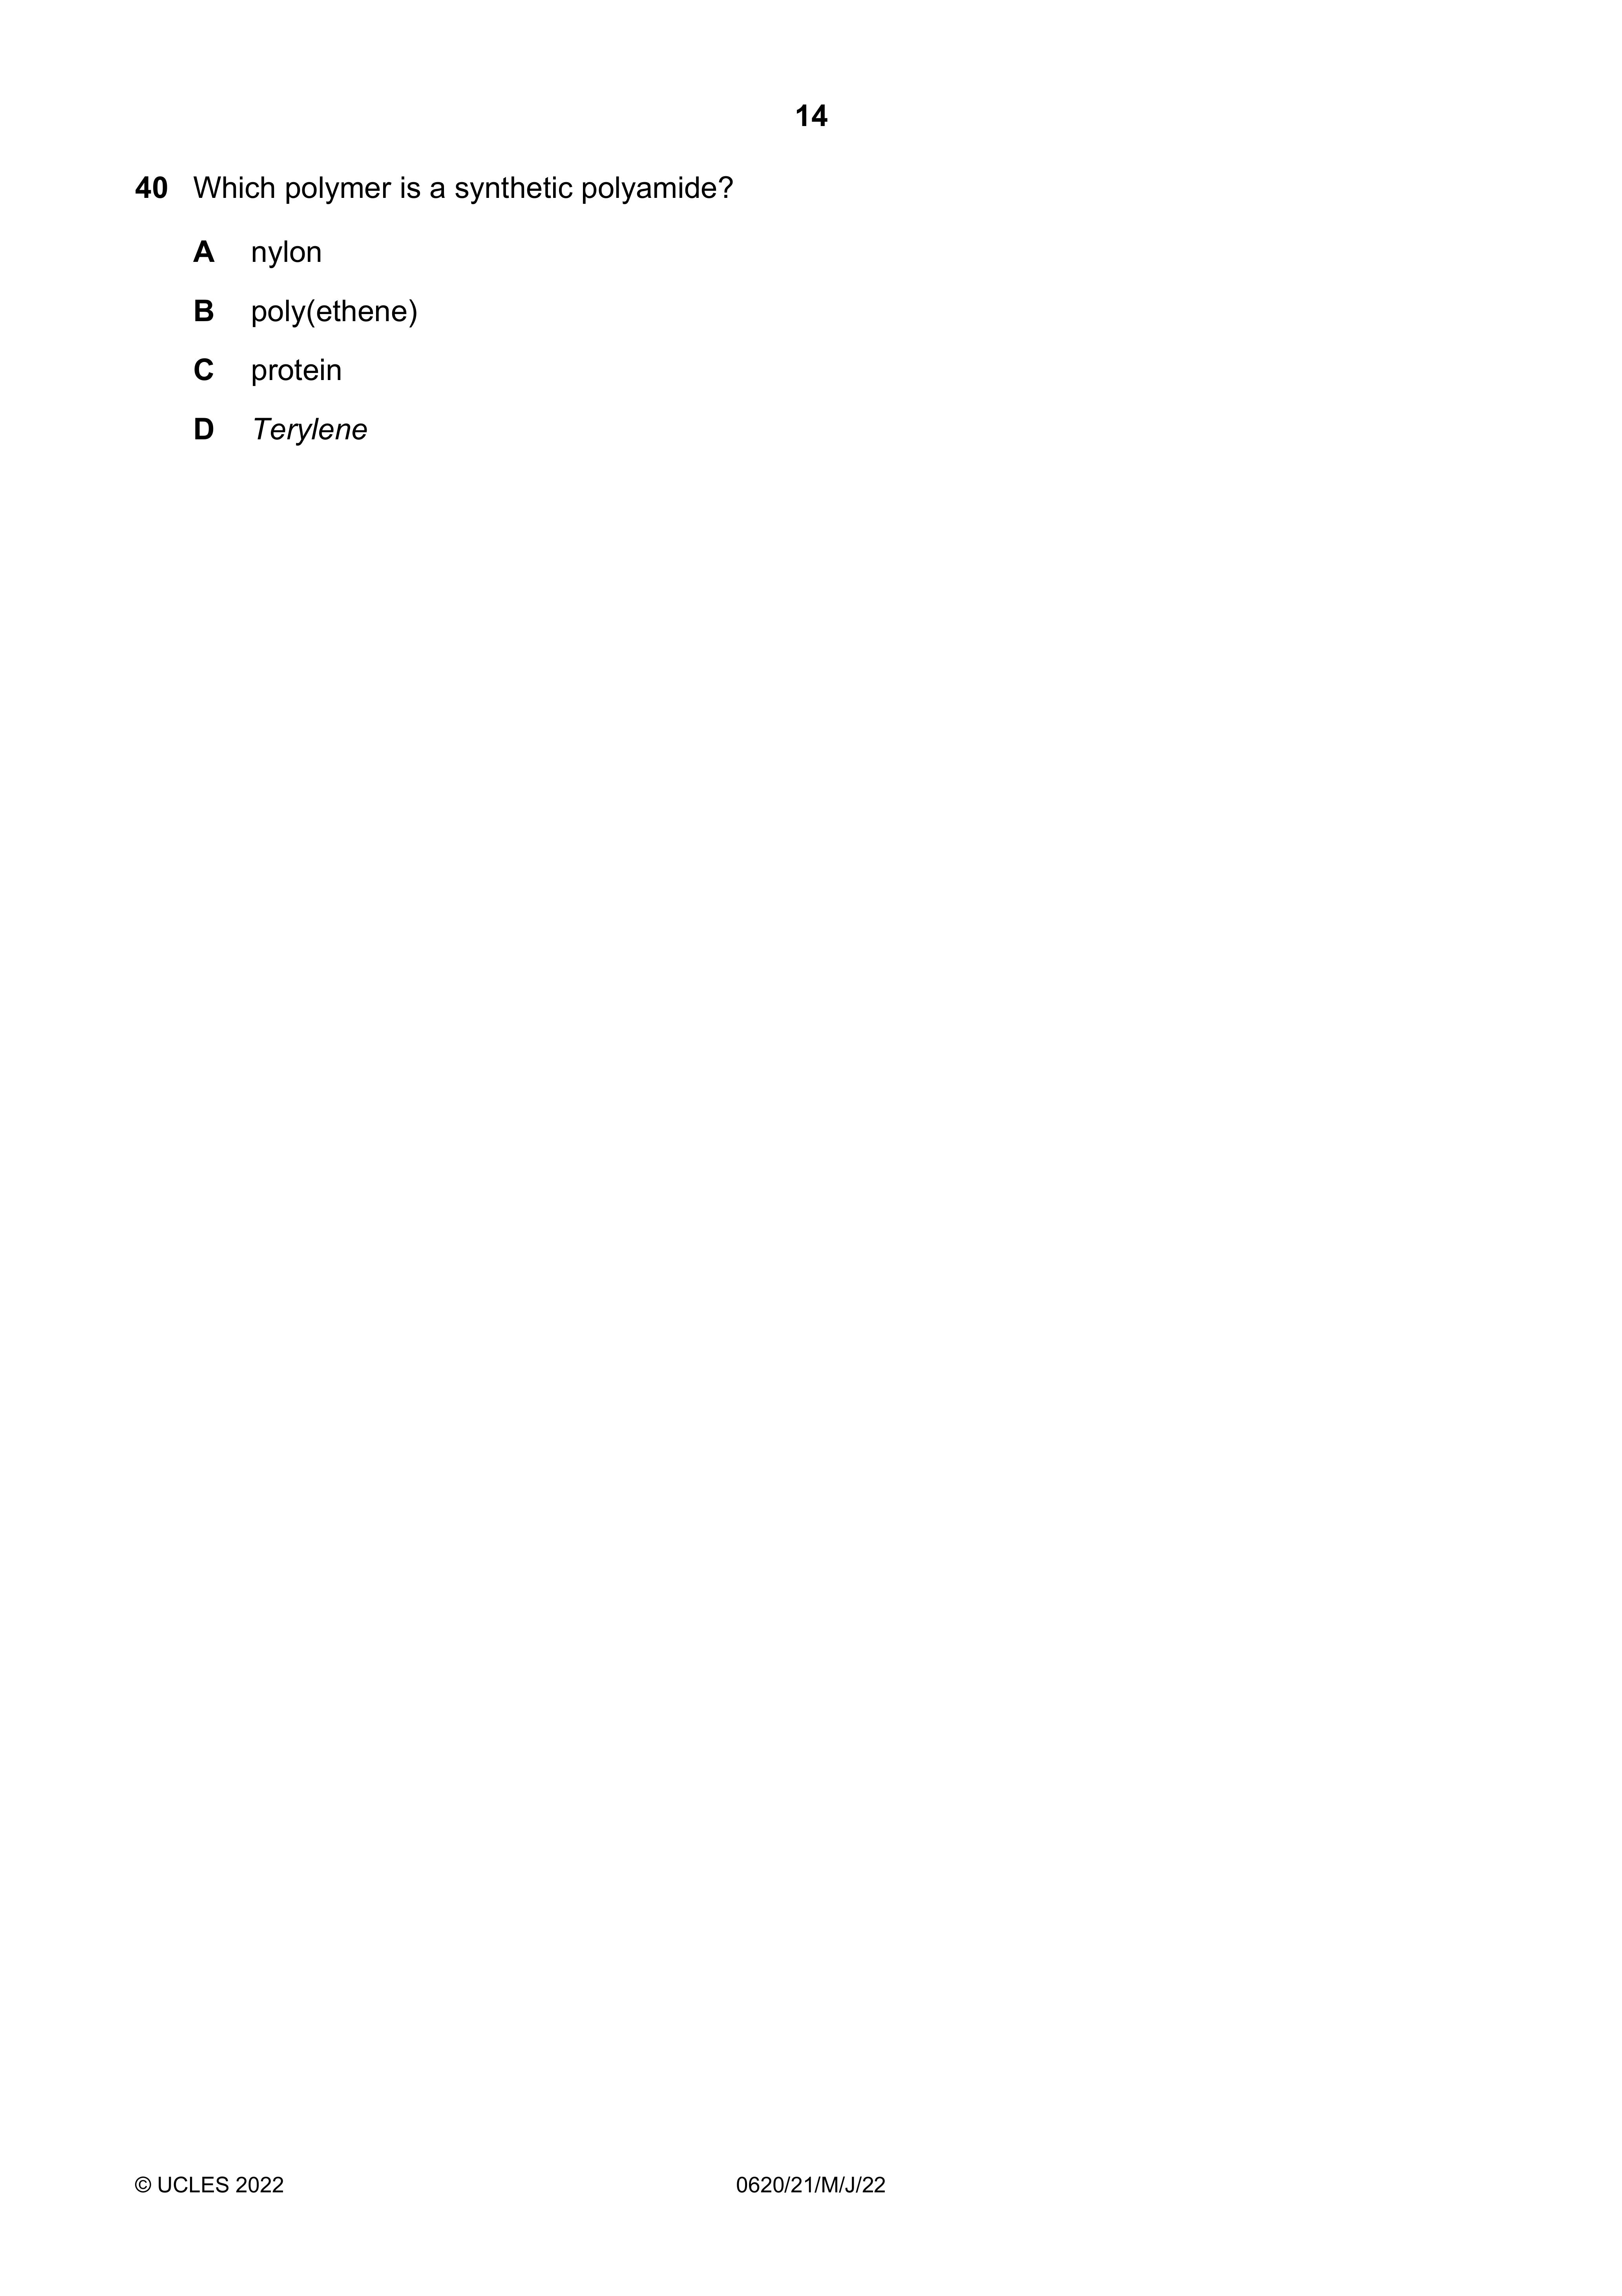 14
40 Which polymer is a synthetic polyamide?
A nylon
B poly(ethene)
C protein
D Terylene
© UCLES 2022 0620/21/M/J/22